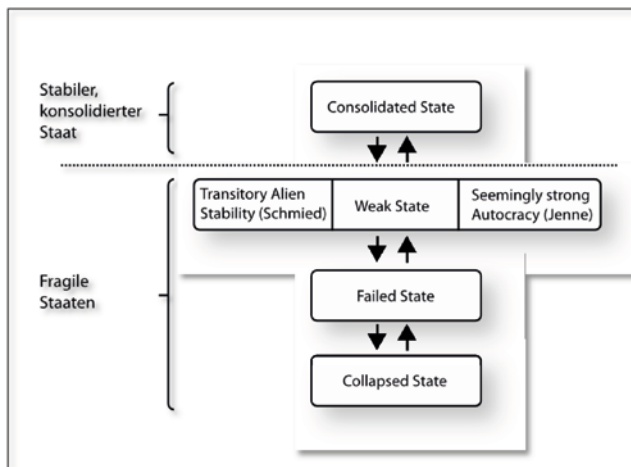 Stabiler,
konsolidierter
Staat
Consolidated State
Transitory Alien
Stability (Schmied)
Weak State
Seemingly strong
Autocracy (Jenne)
Fragile
Staaten
Failed State
Collapsed State